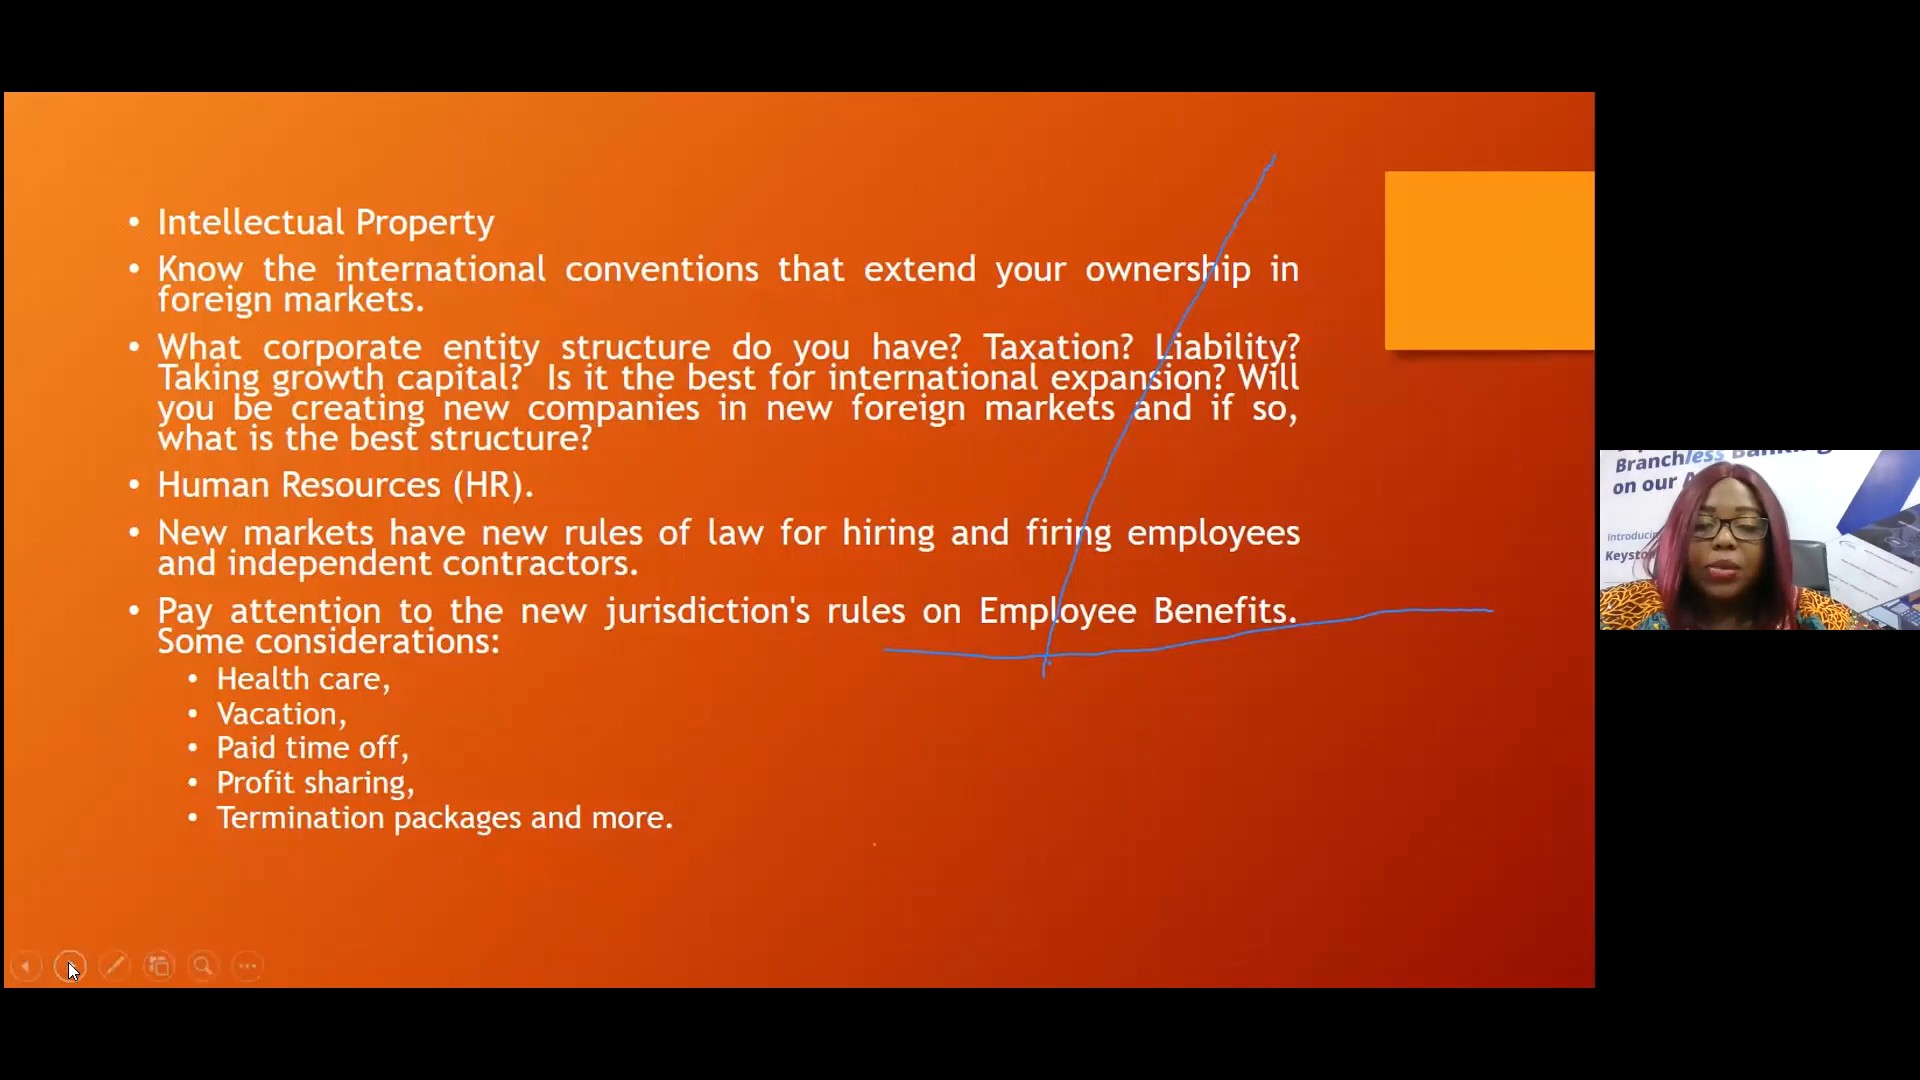 • Intellectual Property
• Know the international conventions that extend your ownership in
foreign markets.
• What corporate entity structure do you have? Taxation? Liability?
Taking growth capital? Is it the best for international expansion? Will
you be creating new companies in new foreign markets and if so,
what is the best structure?
• Human Resources (HR).
• New markets have new rules of law for hiring and firing employees
and independent contractors.
• Pay attention to the new jurisdiction's rules on Employee Benefits.
Some considerations:
• Health care,
• Vacation,
• Paid time off,
• Profit sharing,
• Termination packages and more.
Branchless Banking
on our